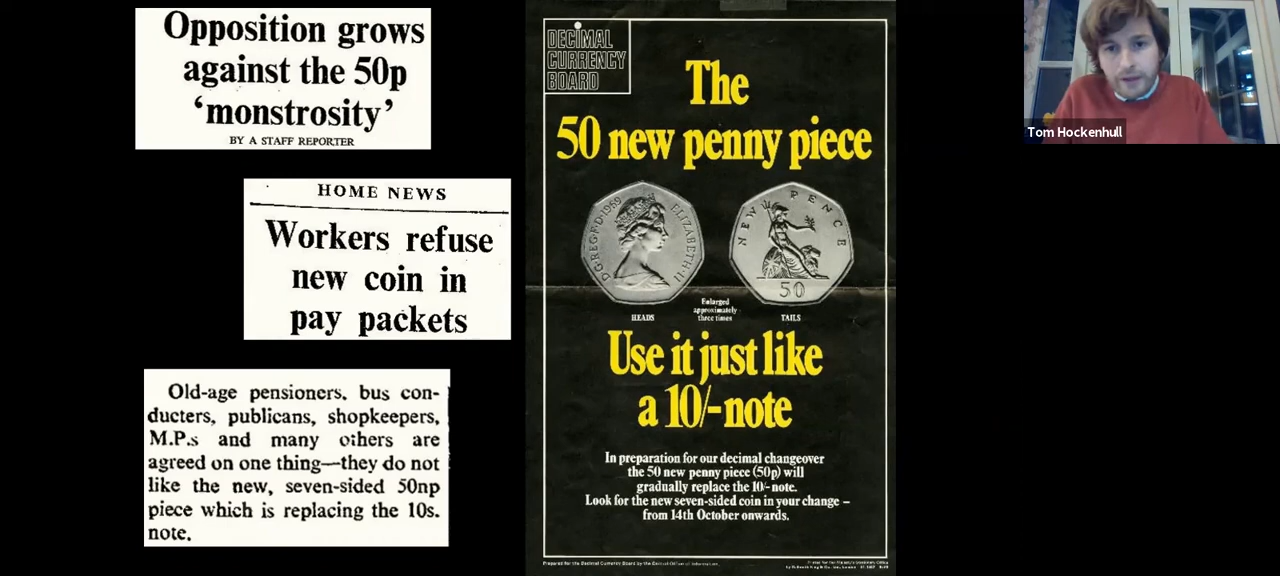 Opposition grows
against the 50p
‘monstrosity’
BY A STAFF REPORTER
HOME NEWS
Workers refuse
new coin in
pay packets
Old-age pensioners, bus con-
ducters, publicans, shopkeepers,
M.P.s and many others are
agreed on one thing—they do not
like the new, seven-sided 50np
piece which is replacing the 10s.
note.
DECIMAL
CURRENCY
BOARD
The
50 new penny piece
D·G·REG·F·D·1969 ELIZABETH·II
NEW PENCE
50
HEADS
Enlarged
approximately
three times
TAILS
Use it just like
a 10/-note
In preparation for our decimal changeover
the 50 new penny piece (50p) will
gradually replace the 10/-note.
Look for the new seven-sided coin in your change –
from 14th October onwards.
Prepared for the Decimal Currency Board by the Central Office of Information.
Tom Hockenhull